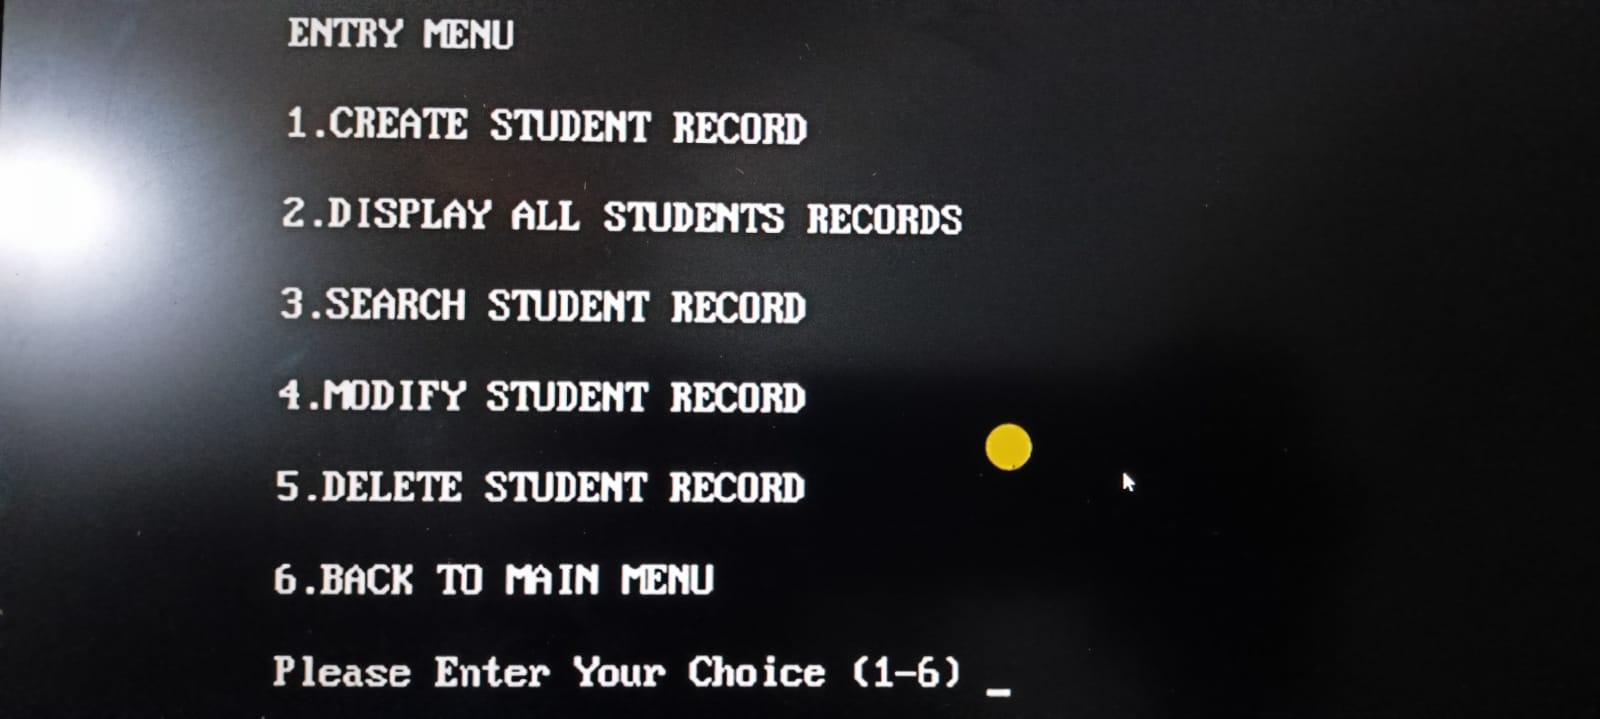 ENTRY MENU
1.CREATE STUDENT RECORD
2.DISPLAY ALL STUDENTS RECORDS
3.SEARCH STUDENT RECORD
4.MODIFY STUDENT RECORD
5.DELETE STUDENT RECORD
6.BACK TO MAIN MENU
Please Enter Your Choice (1-6) _